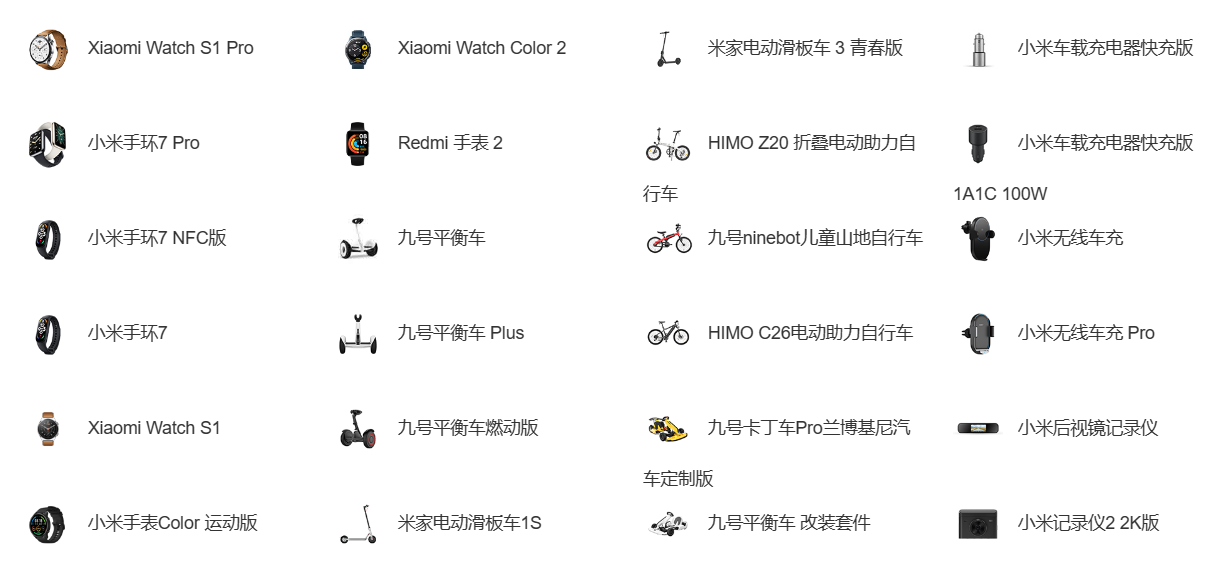 Xiaomi Watch S1 Pro
小米手环7 Pro
小米手环7 NFC版
小米手环7
Xiaomi Watch S1
小米手表Color 运动版
Xiaomi Watch Color 2
Redmi 手表 2
九号平衡车
九号平衡车 Plus
九号平衡车燃动版
米家电动滑板车1S
米家电动滑板车 3 青春版
HIMO Z20 折叠电动助力自
行车
九号ninebot儿童山地自行车
HIMO C26电动助力自行车
九号卡丁车Pro兰博基尼汽
车定制版
九号平衡车 改装套件
小米车载充电器快充版
小米车载充电器快充版
1A1C 100W
小米无线车充
小米无线车充 Pro
小米后视镜记录仪
小米记录仪2 2K版